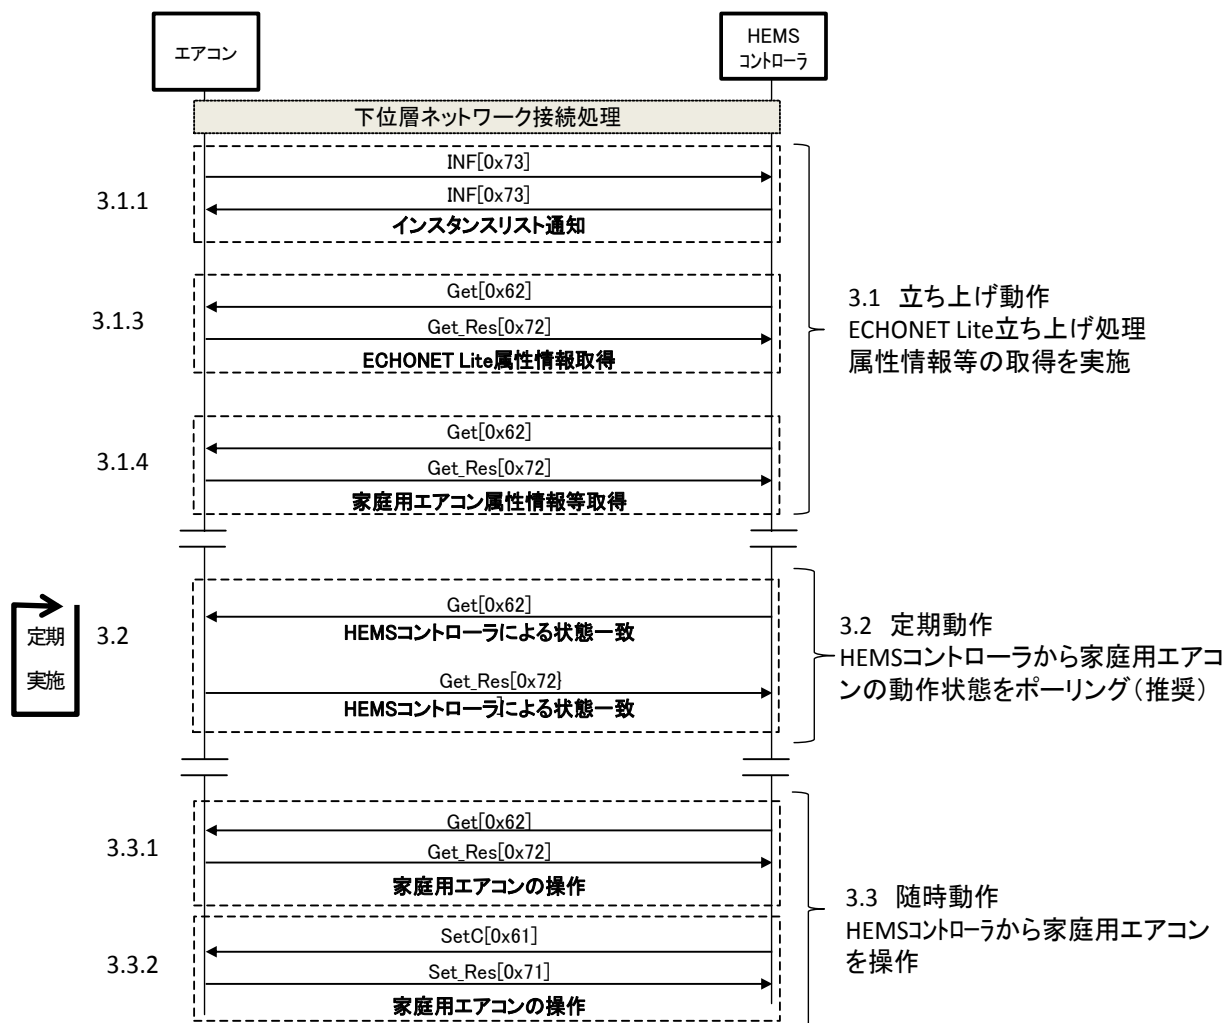 エアコン
HEMS
コントローラ
下位層ネットワーク接続処理
3.1.1
INF[0x73]
INF[0x73]
インスタンスリスト通知
3.1.3
Get[0x62]
Get_Res[0x72]
ECHONET Lite属性情報取得
3.1 立ち上げ動作
ECHONET Lite立ち上げ処理
属性情報等の取得を実施
3.1.4
Get[0x62]
Get_Res[0x72]
家庭用エアコン属性情報等取得
定期
実施
3.2
Get[0x62]
HEMSコントローラによる状態一致
Get_Res[0x72}
HEMSコントローラによる状態一致
3.2 定期動作
HEMSコントローラから家庭用エアコ
ンの動作状態をポーリング（推奨）
3.3.1
Get[0x62]
Get_Res[0x72]
家庭用エアコンの操作
3.3.2
SetC[0x61]
Set_Res[0x71]
家庭用エアコンの操作
3.3 随時動作
HEMSコントローラから家庭用エアコン
を操作